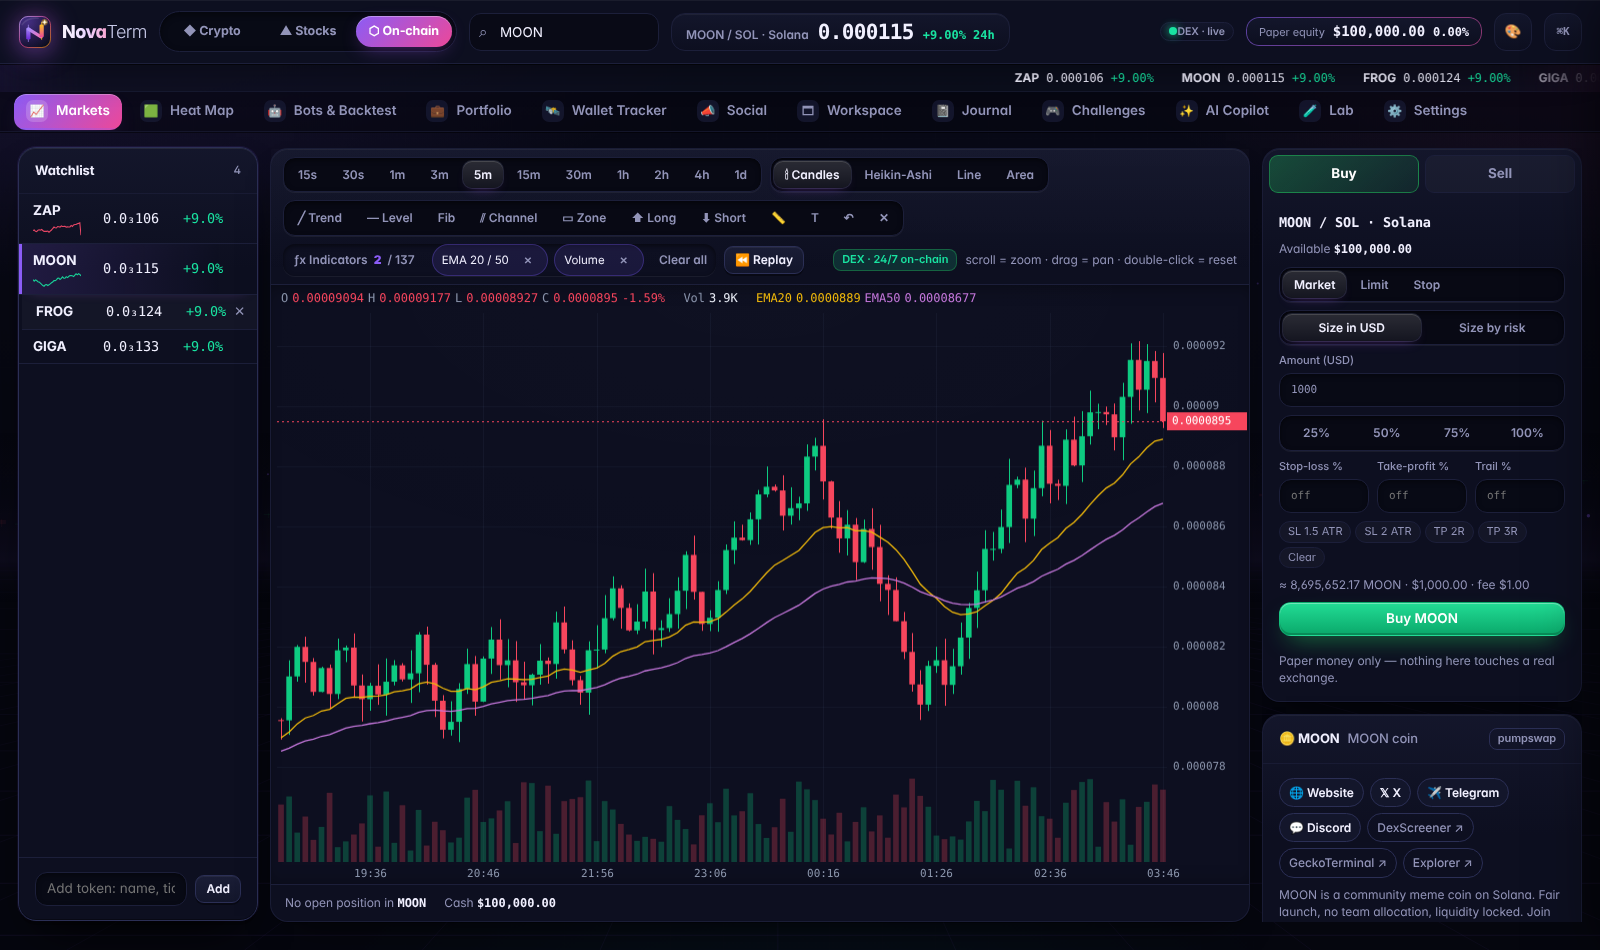 NovaTerm
Crypto
Stocks
On-chain
MOON
MOON / SOL · Solana 0.000115 +9.00% 24h
DEX · live
Paper equity $100,000.00 0.00%
⌘K
ZAP 0.000106 +9.00% MOON 0.000115 +9.00% FROG 0.000124 +9.00% GIGA
Markets Heat Map Bots & Backtest Portfolio Wallet Tracker Social Workspace Journal Challenges AI Copilot Lab Settings
Watchlist 4
ZAP 0.0₃106 +9.0%
MOON 0.0₃115 +9.0%
FROG 0.0₃124 +9.0% ×
GIGA 0.0₃133 +9.0%
Add token: name, tic
Add
15s 30s 1m 3m 5m 15m 30m 1h 2h 4h 1d
Candles Heikin-Ashi Line Area
Trend Level Fib Channel Zone Long Short T ↶ ×
ƒx Indicators 2 / 137 EMA 20 / 50 × Volume × Clear all Replay DEX · 24/7 on-chain scroll = zoom · drag = pan · double-click = reset
O 0.00009094 H 0.00009177 L 0.00008927 C 0.0000895 -1.59% Vol 3.9K EMA20 0.0000889 EMA50 0.00008677
0.000092
0.00009
0.0000895
0.000088
0.000086
0.000084
0.000082
0.00008
0.000078
19:36 20:46 21:56 23:06 00:16 01:26 02:36 03:46
No open position in MOON Cash $100,000.00
Buy Sell
MOON / SOL · Solana
Available $100,000.00
Market Limit Stop
Size in USD Size by risk
Amount (USD)
1000
25% 50% 75% 100%
Stop-loss % Take-profit % Trail %
off off off
SL 1.5 ATR SL 2 ATR TP 2R TP 3R
Clear
≈ 8,695,652.17 MOON · $1,000.00 · fee $1.00
Buy MOON
Paper money only — nothing here touches a real
exchange.
MOON MOON coin pumpswap
Website X Telegram
Discord DexScreener ↗
GeckoTerminal ↗ Explorer ↗
MOON is a community meme coin on Solana. Fair
launch, no team allocation, liquidity locked. Join